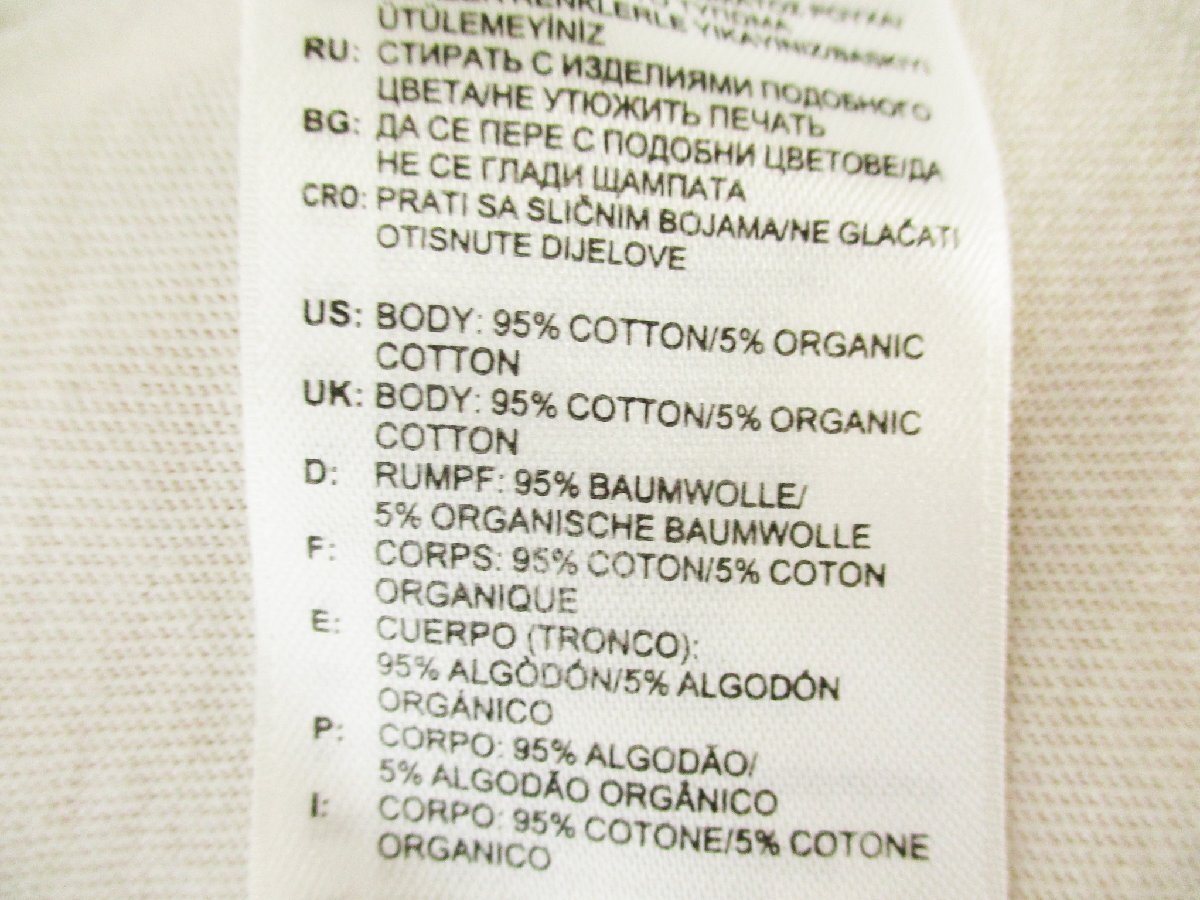 ÜTÜLEMEYİNİZ
RU: СТИРАТЬ С ИЗДЕЛИЯМИ ПОДОБНОГО
ЦВЕТА/НЕ УТЮЖИТЬ ПЕЧАТЬ
BG: ДА СЕ ПЕРЕ С ПОДОБНИ ЦВЕТОВЕ/ДА
НЕ СЕ ГЛАДИ ЩАМПАТА
CRO: PRATI SA SLIČNIM BOJAMA/NE GLAČATI
OTISNUTE DIJELOVE
US: BODY: 95% COTTON/5% ORGANIC
COTTON
UK: BODY: 95% COTTON/5% ORGANIC
COTTON
D: RUMPF: 95% BAUMWOLLE/
5% ORGANISCHE BAUMWOLLE
F: CORPS: 95% COTON/5% COTON
ORGANIQUE
E: CUERPO (TRONCO):
95% ALGODÓN/5% ALGODÓN
ORGÁNICO
P: CORPO: 95% ALGODÃO/
5% ALGODÃO ORGÂNICO
I: CORPO: 95% COTONE/5% COTONE
ORGANICO